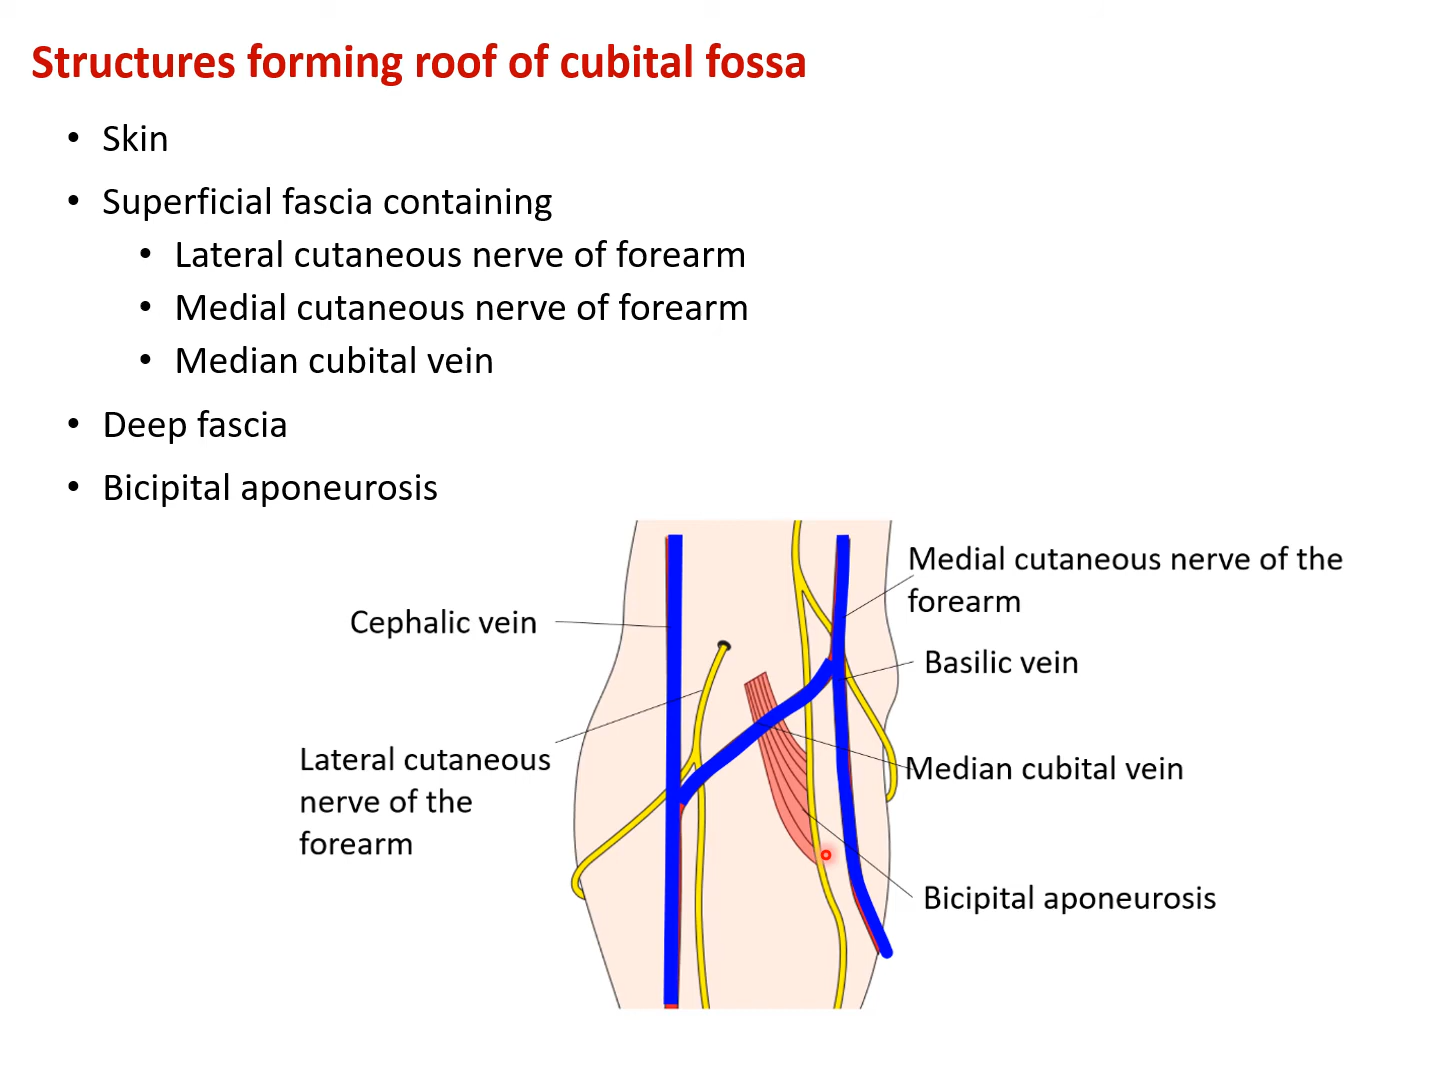 Structures forming roof of cubital fossa
• Skin
• Superficial fascia containing
• Lateral cutaneous nerve of forearm
• Medial cutaneous nerve of forearm
• Median cubital vein
• Deep fascia
• Bicipital aponeurosis
Medial cutaneous nerve of the
forearm
Cephalic vein
Basilic vein
Lateral cutaneous
nerve of the
forearm
Median cubital vein
Bicipital aponeurosis